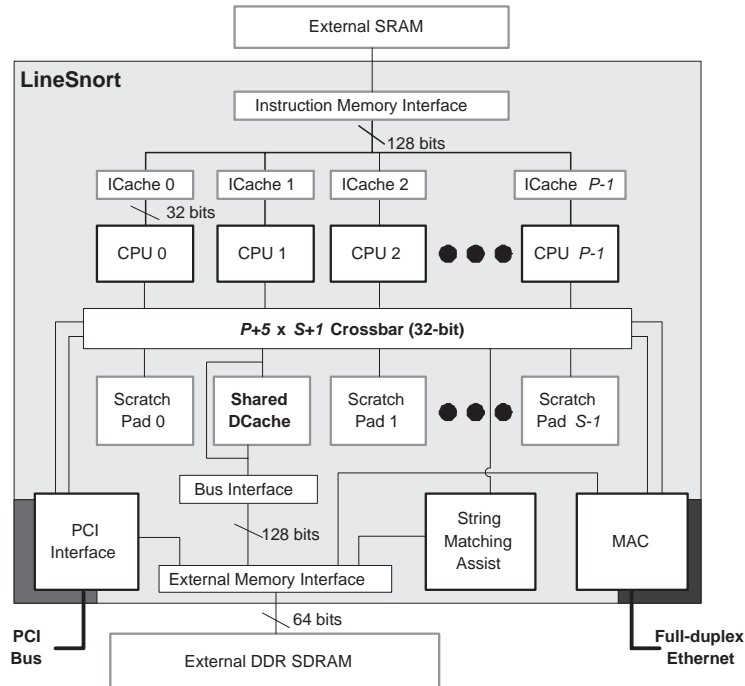 External SRAM
LineSnort
Instruction Memory Interface
128 bits
ICache 0
ICache 1
ICache 2
ICache P-1
32 bits
CPU 0
CPU 1
CPU 2
CPU P-1
P+5 x S+1 Crossbar (32-bit)
Scratch
Pad 0
Shared
DCache
Scratch
Pad 1
Scratch
Pad S-1
Bus Interface
PCI
Interface
128 bits
String
Matching
Assist
MAC
External Memory Interface
64 bits
PCI
Bus
Full-duplex
Ethernet
External DDR SDRAM